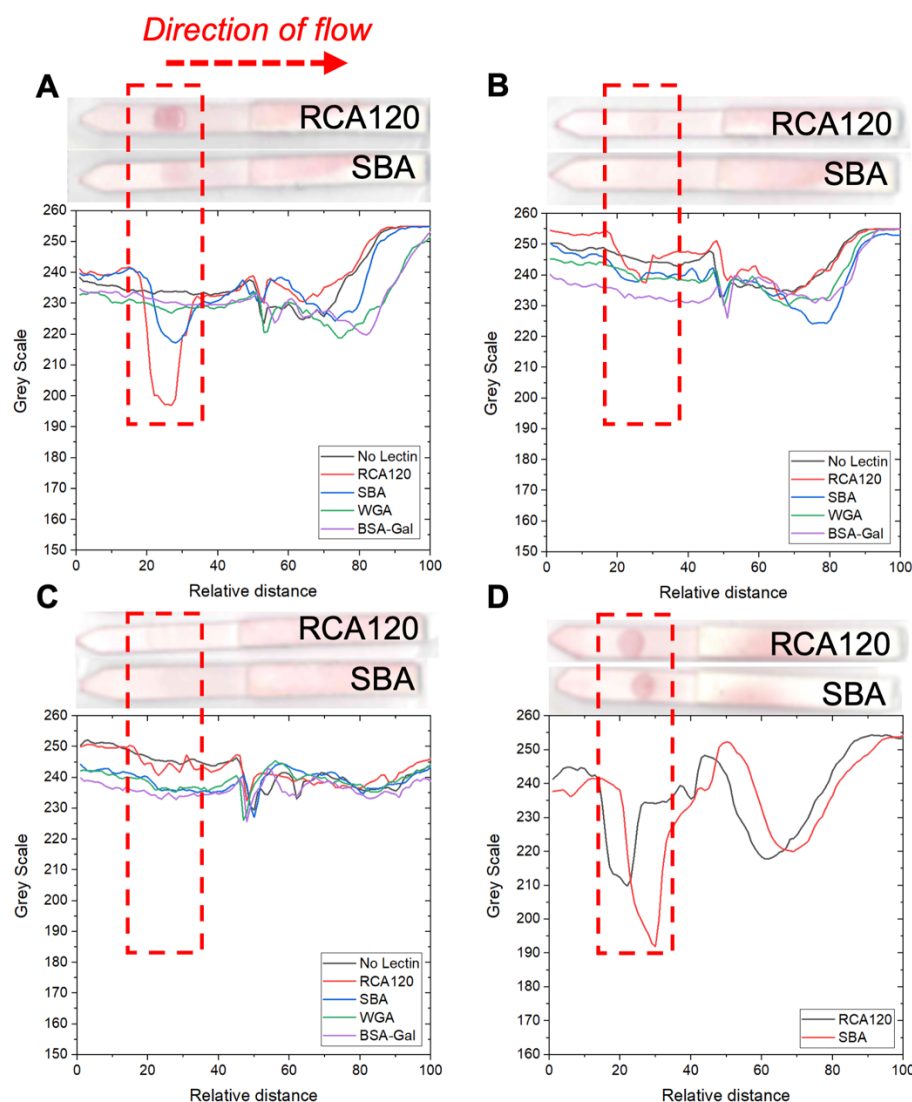 Direction of flow
A
RCA120
SBA
260
250
240
230
220
210
200
190
180
170
160
150
Grey Scale
0 20 40 60 80 100
Relative distance
No Lectin
RCA120
SBA
WGA
BSA-Gal
B
RCA120
SBA
260
250
240
230
220
210
200
190
180
170
160
150
Grey Scale
0 20 40 60 80 100
Relative distance
No Lectin
RCA120
SBA
WGA
BSA-Gal
C
RCA120
SBA
260
250
240
230
220
210
200
190
180
170
160
150
Grey Scale
0 20 40 60 80 100
Relative distance
No Lectin
RCA120
SBA
WGA
BSA-Gal
D
RCA120
SBA
260
250
240
230
220
210
200
190
180
170
160
Grey Scale
0 20 40 60 80 100
Relative distance
RCA120
SBA